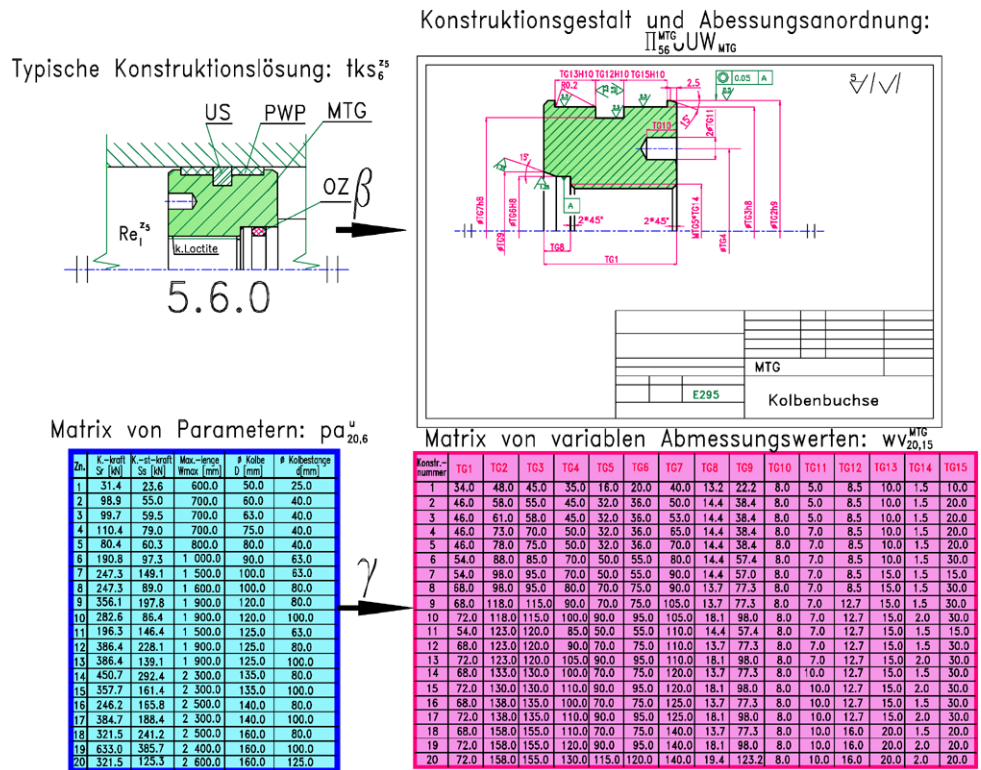 Konstruktionsgestalt und Abessungsanordnung:
Π₅₆ᴹᵀᴳ∪UW_MTG
Typische Konstruktionslösung: tks₆ᶻˢ
US PWP MTG
OZ β
Re₁ᶻˢ
k.Loctite
5.6.0
TG13H10 TG12H10 TG15H10
2.5
0.05 A
R0.2
15°
TG10
2øTG11
15°
øTG7h8
øTG6H8
øTG9
A
2*45°
2*45°
MTG5*TG14
øTG4
øTG3h8
øTG2h9
TG8
TG1
MTG
E295
Kolbenbuchse
Matrix von Parametern: pa²⁰,⁶ᵘ
Zn. K.-kraft Sr [kN] K.-st-kraft Ss [kN] Max.-lenge Wmax [mm] ø Kolbe D [mm] ø Kolbestange d[mm]
1 31.4 23.6 600.0 50.0 25.0
2 98.9 55.0 700.0 60.0 40.0
3 99.7 59.5 700.0 63.0 40.0
4 110.4 79.0 700.0 75.0 40.0
5 80.4 60.3 800.0 80.0 40.0
6 190.8 97.3 1 000.0 90.0 63.0
7 247.3 149.1 1 500.0 100.0 63.0
8 247.3 89.0 1 600.0 100.0 80.0
9 356.1 197.8 1 900.0 120.0 80.0
10 282.6 86.4 1 900.0 120.0 100.0
11 196.3 146.4 1 500.0 125.0 63.0
12 386.4 228.1 1 900.0 125.0 80.0
13 386.4 139.1 1 900.0 125.0 100.0
14 450.7 292.4 2 300.0 135.0 80.0
15 357.7 161.4 2 300.0 135.0 100.0
16 246.2 165.8 2 500.0 140.0 80.0
17 384.7 188.4 2 300.0 140.0 100.0
18 321.5 241.2 2 500.0 160.0 80.0
19 633.0 385.7 2 400.0 160.0 100.0
20 321.5 125.3 2 600.0 160.0 125.0
γ
Matrix von variablen Abmessungswerten: wv₂₀,₁₅ᴹᵀᴳ
Konstr.-nummer TG1 TG2 TG3 TG4 TG5 TG6 TG7 TG8 TG9 TG10 TG11 TG12 TG13 TG14 TG15
1 34.0 48.0 45.0 35.0 16.0 20.0 40.0 13.2 22.2 8.0 5.0 8.5 10.0 1.5 10.0
2 46.0 58.0 55.0 45.0 32.0 36.0 50.0 14.4 38.4 8.0 5.0 8.5 10.0 1.5 20.0
3 46.0 61.0 58.0 45.0 32.0 36.0 53.0 14.4 38.4 8.0 5.0 8.5 10.0 1.5 20.0
4 46.0 73.0 70.0 50.0 32.0 36.0 65.0 14.4 38.4 8.0 7.0 8.5 10.0 1.5 20.0
5 46.0 78.0 75.0 50.0 32.0 36.0 70.0 14.4 38.4 8.0 7.0 8.5 10.0 1.5 20.0
6 54.0 88.0 85.0 70.0 50.0 55.0 80.0 14.4 57.4 8.0 7.0 8.5 10.0 1.5 30.0
7 54.0 98.0 95.0 70.0 50.0 55.0 90.0 14.4 57.0 8.0 7.0 8.5 15.0 1.5 15.0
8 68.0 98.0 95.0 80.0 70.0 75.0 90.0 13.7 77.3 8.0 7.0 8.5 15.0 1.5 30.0
9 68.0 118.0 115.0 90.0 70.0 75.0 105.0 13.7 77.3 8.0 7.0 12.7 15.0 1.5 30.0
10 72.0 118.0 115.0 100.0 90.0 95.0 105.0 18.1 98.0 8.0 7.0 12.7 15.0 2.0 30.0
11 54.0 123.0 120.0 85.0 50.0 55.0 110.0 14.4 57.4 8.0 7.0 12.7 15.0 1.5 15.0
12 68.0 123.0 120.0 90.0 70.0 75.0 110.0 13.7 77.3 8.0 7.0 12.7 15.0 1.5 30.0
13 72.0 123.0 120.0 105.0 90.0 95.0 110.0 18.1 98.0 8.0 7.0 12.7 15.0 2.0 30.0
14 68.0 133.0 130.0 100.0 70.0 75.0 120.0 13.7 77.3 8.0 10.0 12.7 15.0 1.5 30.0
15 72.0 130.0 130.0 110.0 90.0 95.0 120.0 18.1 98.0 8.0 10.0 12.7 15.0 2.0 30.0
16 68.0 138.0 135.0 100.0 70.0 75.0 125.0 13.7 77.3 8.0 10.0 12.7 15.0 1.5 30.0
17 72.0 138.0 135.0 110.0 90.0 95.0 125.0 18.1 98.0 8.0 10.0 12.7 15.0 2.0 30.0
18 68.0 158.0 155.0 110.0 70.0 75.0 140.0 13.7 77.3 8.0 10.0 16.0 20.0 1.5 20.0
19 72.0 158.0 155.0 120.0 90.0 95.0 140.0 18.1 98.0 8.0 10.0 16.0 20.0 2.0 20.0
20 72.0 158.0 155.0 130.0 115.0 120.0 140.0 19.4 123.2 8.0 10.0 16.0 20.0 2.0 20.0